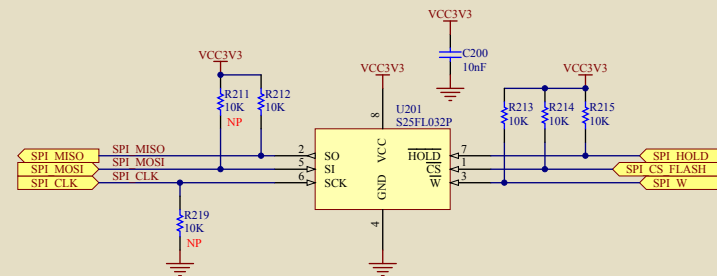 VCC3V3
C200
10nF
VCC3V3
VCC3V3
VCC3V3
R211
10K
NP
R212
10K
U201
S25FL032P
R213
10K
R214
10K
R215
10K
8
VCC
SPI_MISO
SPI_MISO
2
SO
HOLD
7
SPI_HOLD
SPI_MOSI
SPI_MOSI
5
SI
CS
1
SPI_CS_FLASH
SPI_CLK
SPI_CLK
6
SCK
W
3
SPI_W
GND
4
R219
10K
NP